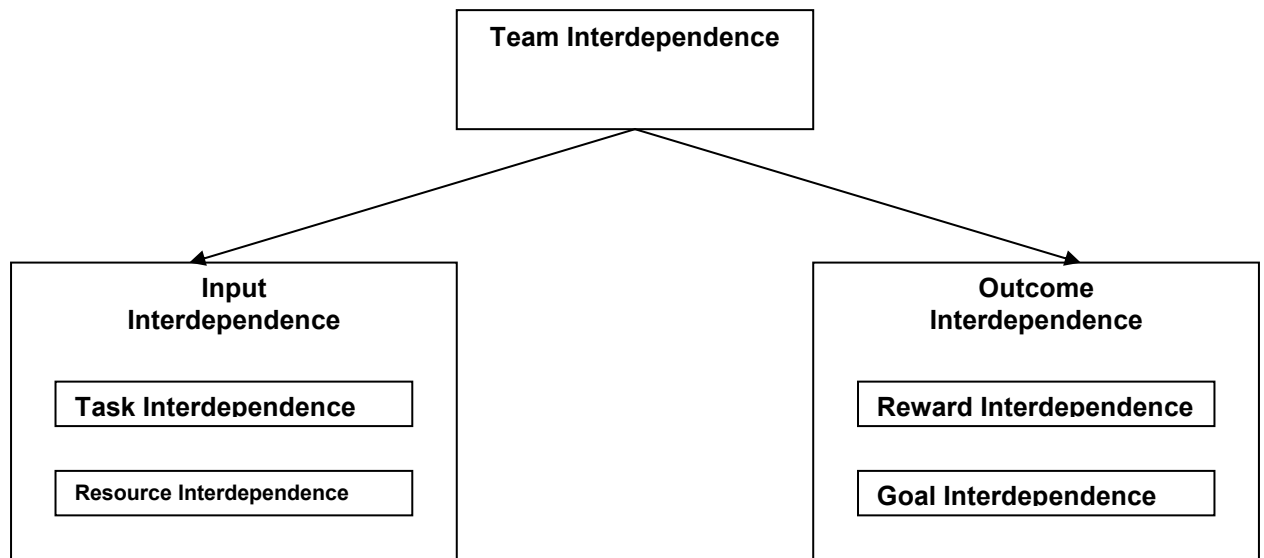 Team Interdependence
Input
Interdependence
Task Interdependence
Resource Interdependence
Outcome
Interdependence
Reward Interdependence
Goal Interdependence